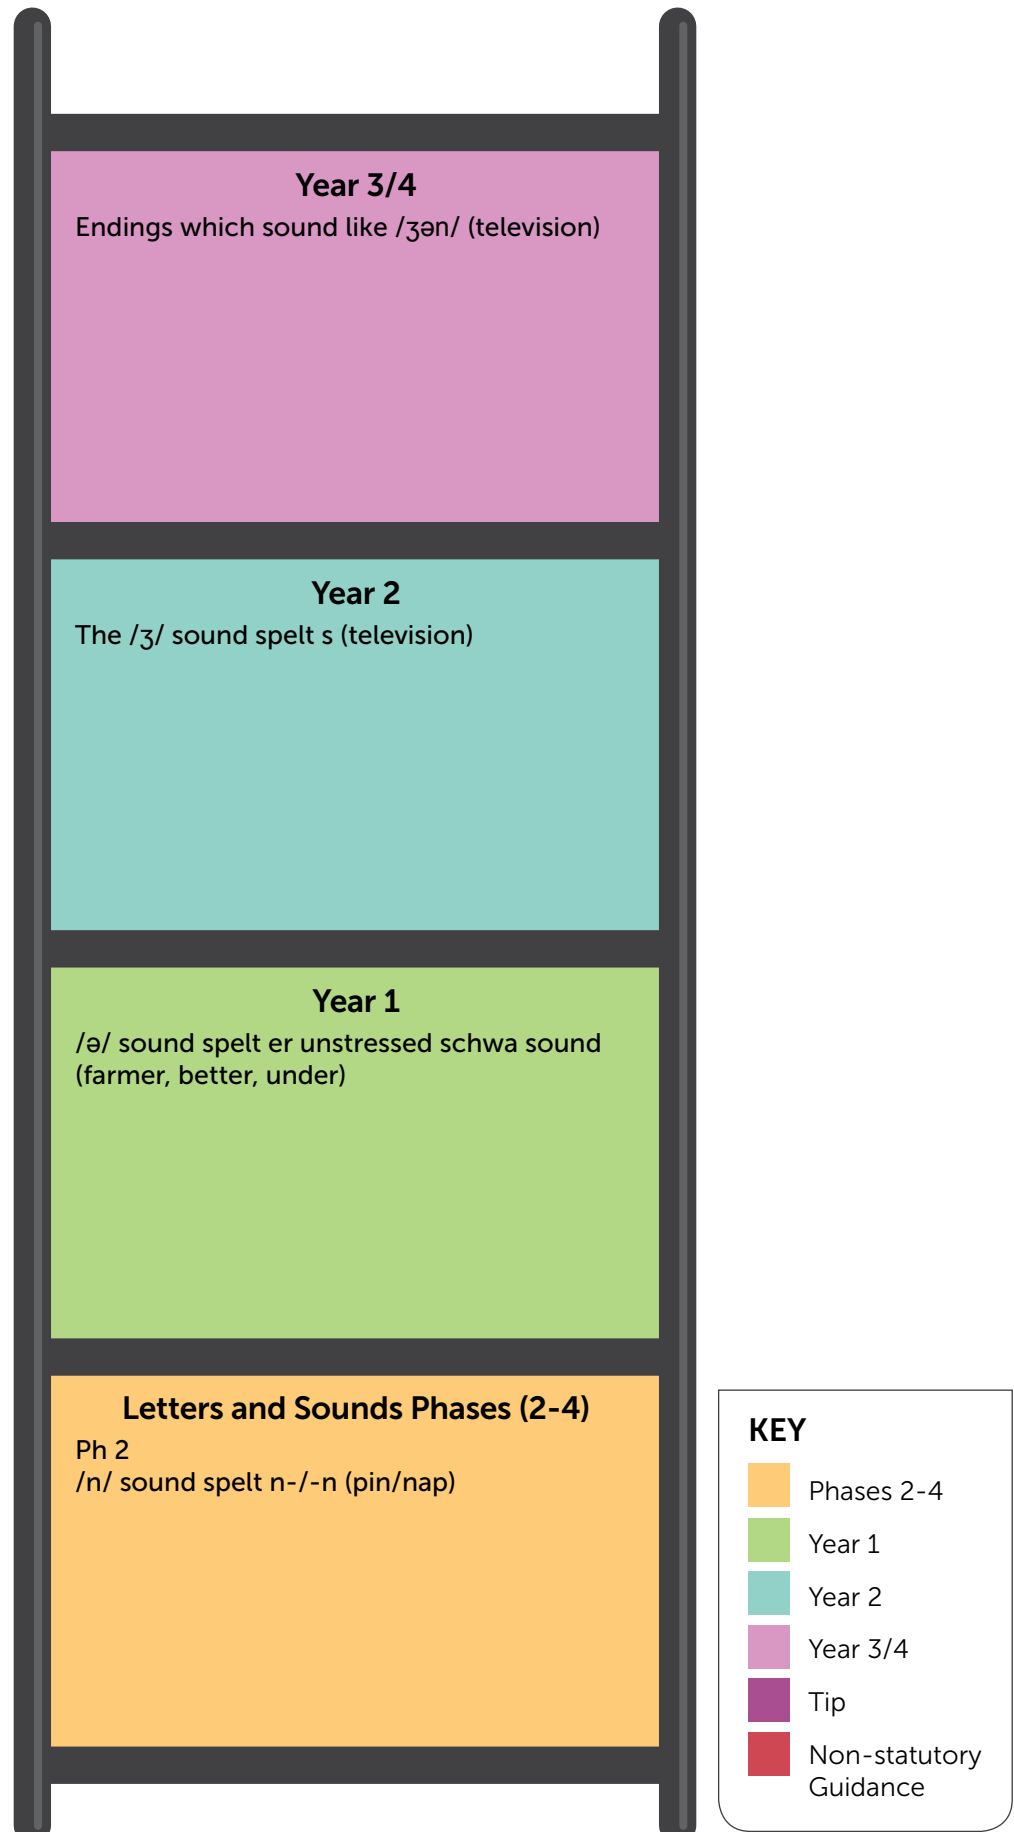 Year 3/4
Endings which sound like /ʒən/ (television)
Year 2
The /ʒ/ sound spelt s (television)
Year 1
/ə/ sound spelt er unstressed schwa sound
(farmer, better, under)
Letters and Sounds Phases (2-4)
Ph 2
/n/ sound spelt n-/-n (pin/nap)
KEY
Phases 2-4
Year 1
Year 2
Year 3/4
Tip
Non-statutory
Guidance